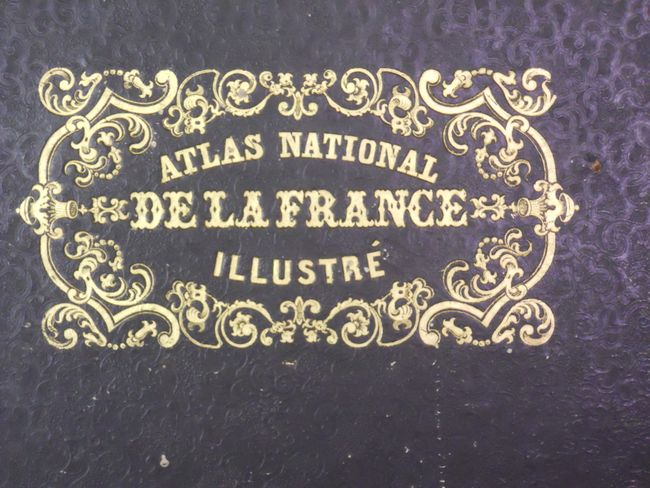 ATLAS NATIONAL
DE LA FRANCE
ILLUSTRÉ